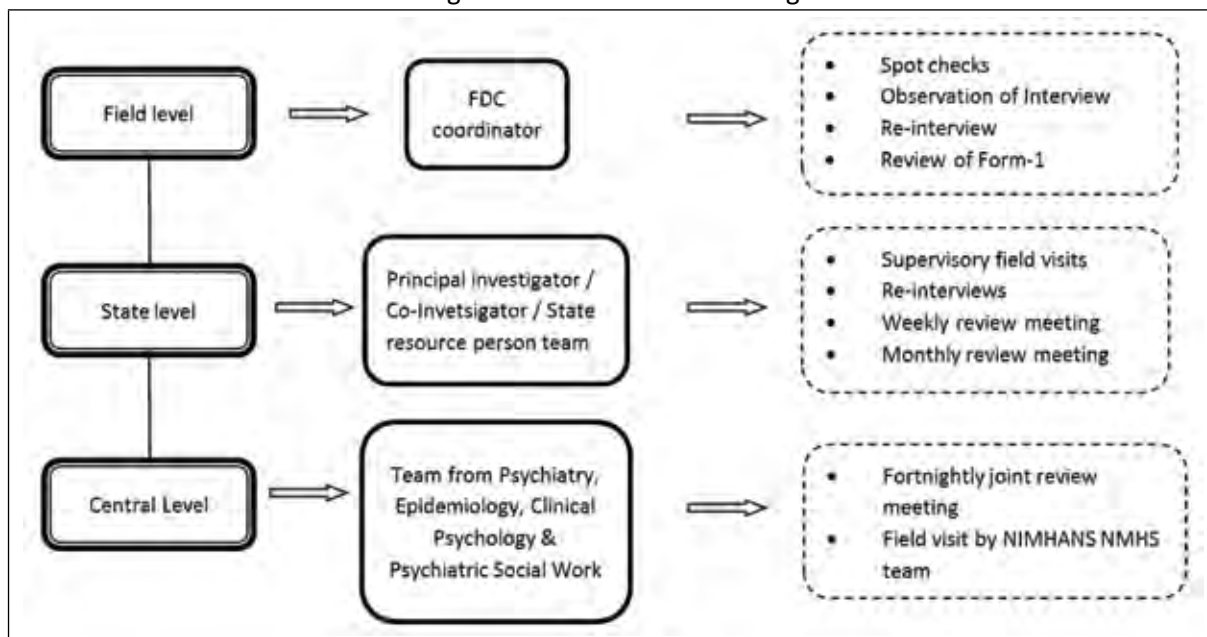 Field level
FDC
coordinator
• Spot checks
• Observation of Interview
• Re-interview
• Review of Form-1
State level
Principal investigator /
Co-Invetsigator / State
resource person team
• Supervisory field visits
• Re-interviews
• Weekly review meeting
• Monthly review meeting
Central Level
Team from Psychiatry,
Epidemiology, Clinical
Psychology &
Psychiatric Social Work
• Fortnightly joint review
meeting
• Field visit by NIMHANS NMHS
team